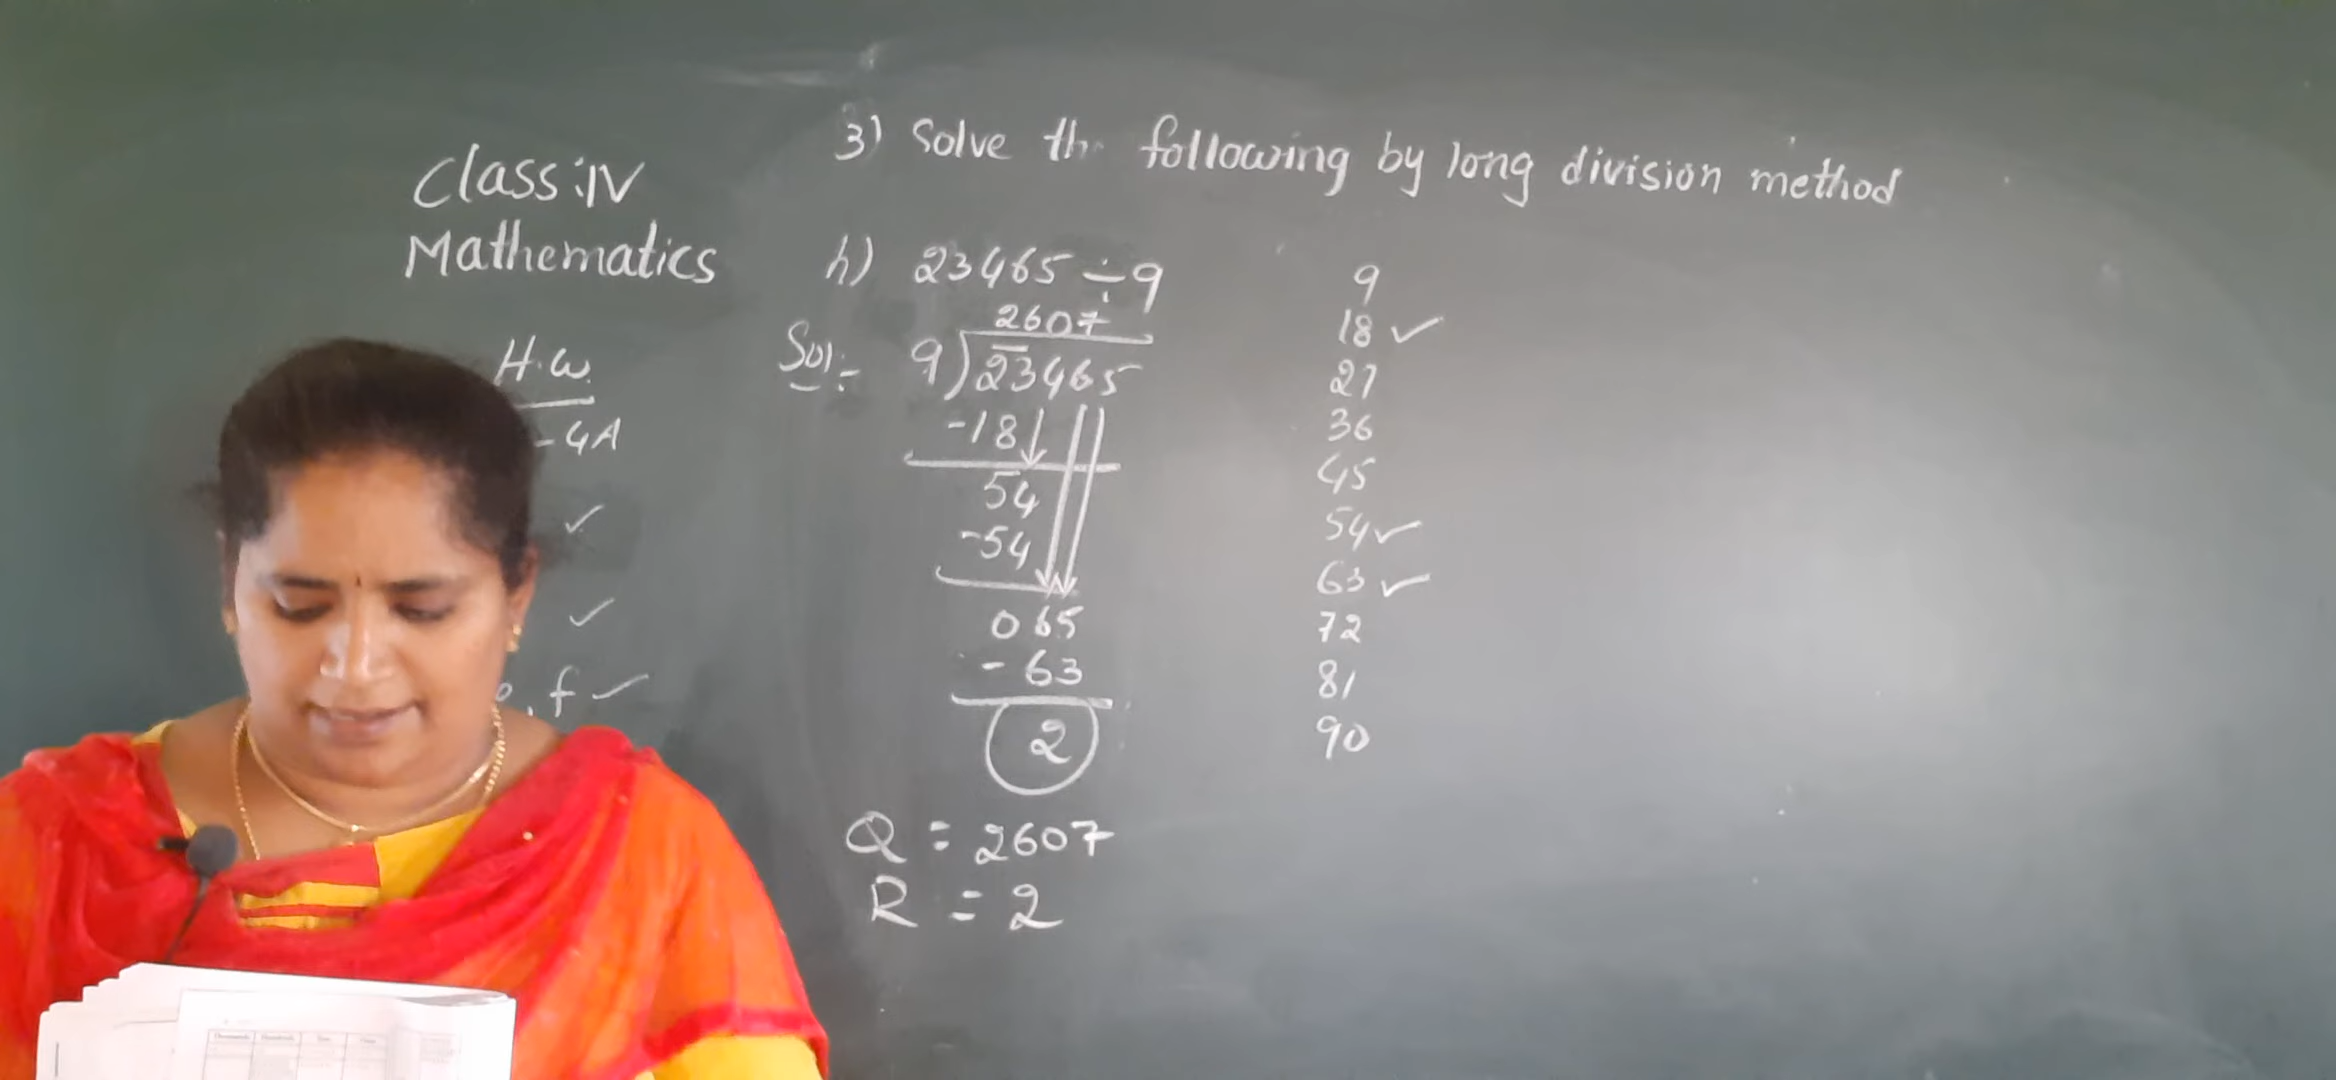 Class:IV
Mathematics
H.W.
-4A
✓
✓
, f ✓
3) Solve the following by long division method
h) 23465 ÷ 9
2607
Sol:- 9)23465
-18
54
-54
065
- 63
2
Q = 2607
R = 2
9
18 ✓
27
36
45
54 ✓
63 ✓
72
81
90